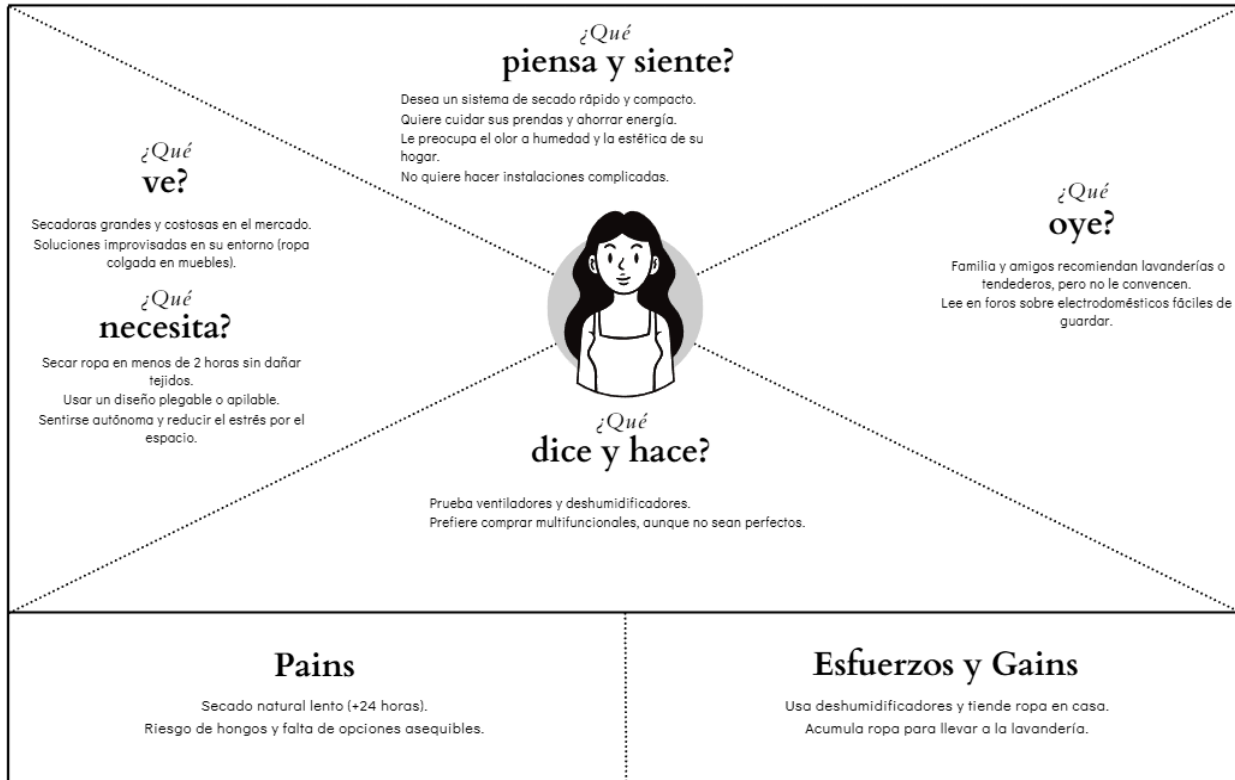 ¿Qué
piensa y siente?
Desea un sistema de secado rápido y compacto.
Quiere cuidar sus prendas y ahorrar energía.
Le preocupa el olor a humedad y la estética de su
hogar.
No quiere hacer instalaciones complicadas.
¿Qué
ve?
Secadoras grandes y costosas en el mercado.
Soluciones improvisadas en su entorno (ropa
colgada en muebles).
¿Qué
necesita?
Secar ropa en menos de 2 horas sin dañar
tejidos.
Usar un diseño plegable o apilable.
Sentirse autónoma y reducir el estrés por el
espacio.
¿Qué
oye?
Familia y amigos recomiendan lavanderías o
tendederos, pero no le convencen.
Lee en foros sobre electrodomésticos fáciles de
guardar.
¿Qué
dice y hace?
Prueba ventiladores y deshumidificadores.
Prefiere comprar multifuncionales, aunque no sean perfectos.
Pains
Secado natural lento (+24 horas).
Riesgo de hongos y falta de opciones asequibles.
Esfuerzos y Gains
Usa deshumidificadores y tiende ropa en casa.
Acumula ropa para llevar a la lavandería.